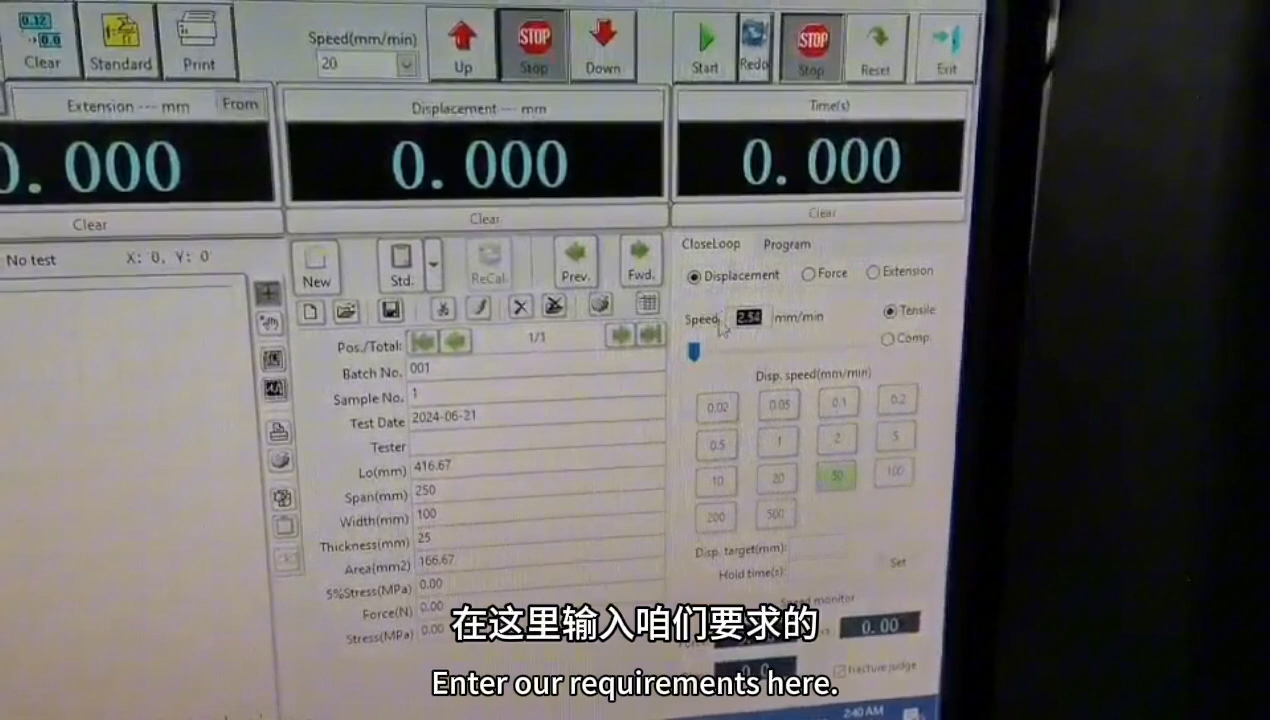 0.12
→0.0
Clear
Standard
Print
Speed(mm/min)
20
Up
STOP
Stop
Down
Start
Redo
STOP
Stop
Reset
Exit
Extension --- mm
From
Displacement --- mm
Time(s)
0.000
0.000
0.000
Clear
Clear
Clear
No test
X: 0, Y: 0
New
Std.
ReCal.
Prev.
Fwd.
CloseLoop
Program
Displacement
Force
Extension
Speed
2.54
mm/min
Tensile
Comp.
Pos./Total:
1/1
Batch No.
001
Sample No.
1
Test Date
2024-06-21
Tester
Lo(mm)
416.67
Span(mm)
250
Width(mm)
100
Thickness(mm)
25
Area(mm2)
166.67
5%Stress(MPa)
0.00
Force(N)
0.00
Stress(MPa)
0.00
Disp. speed(mm/min)
0.02
0.05
0.1
0.2
0.5
1
2
5
10
20
50
100
200
500
Disp. target(mm):
Hold time(s):
Set
Speed monitor
0.00
Fracture judge
2:40 AM
在这里输入咱们要求的
Enter our requirements here.